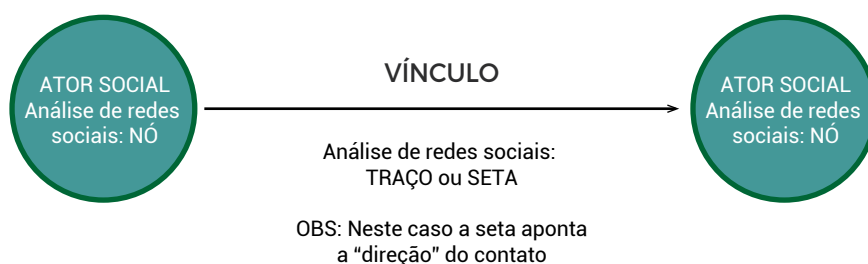 ATOR SOCIAL
Análise de redes
sociais: NÓ
VÍNCULO
Análise de redes sociais:
TRAÇO ou SETA
OBS: Neste caso a seta aponta
a “direção” do contato
ATOR SOCIAL
Análise de redes
sociais: NÓ